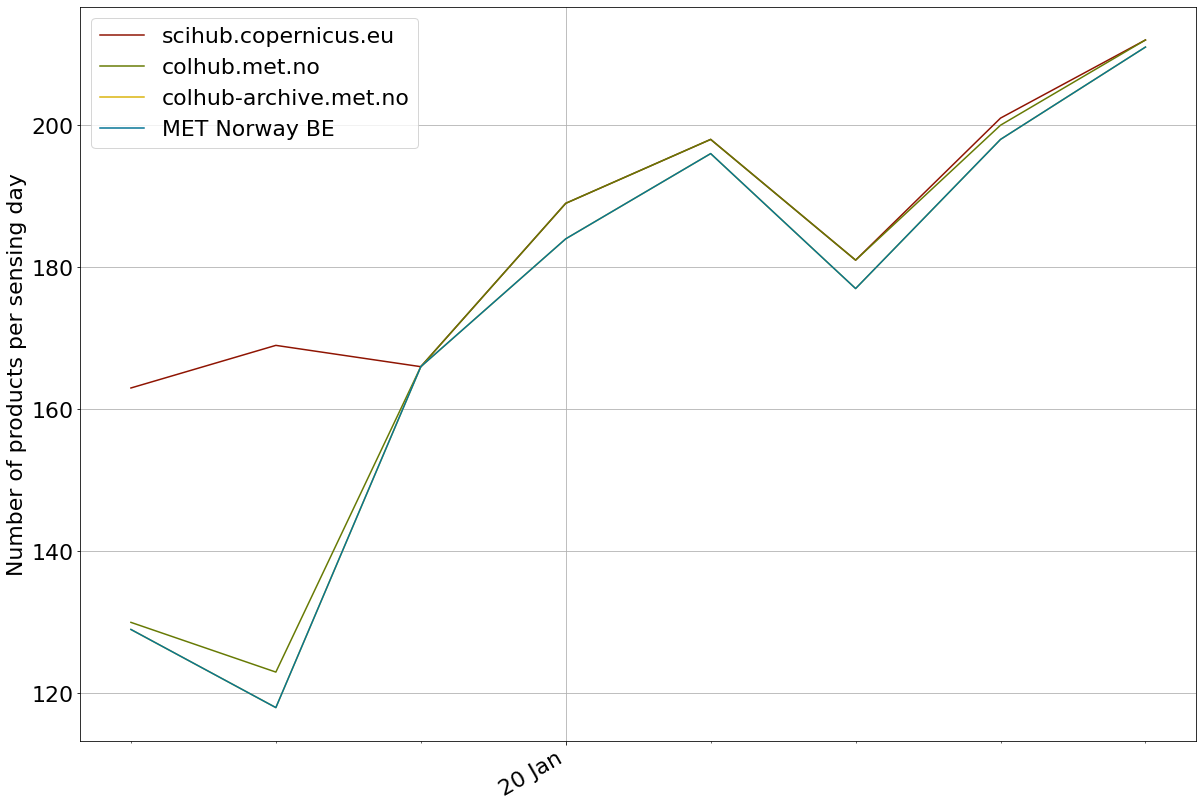 scihub.copernicus.eu
colhub.met.no
colhub-archive.met.no
MET Norway BE
Number of products per sensing day
200
180
160
140
120
20 Jan